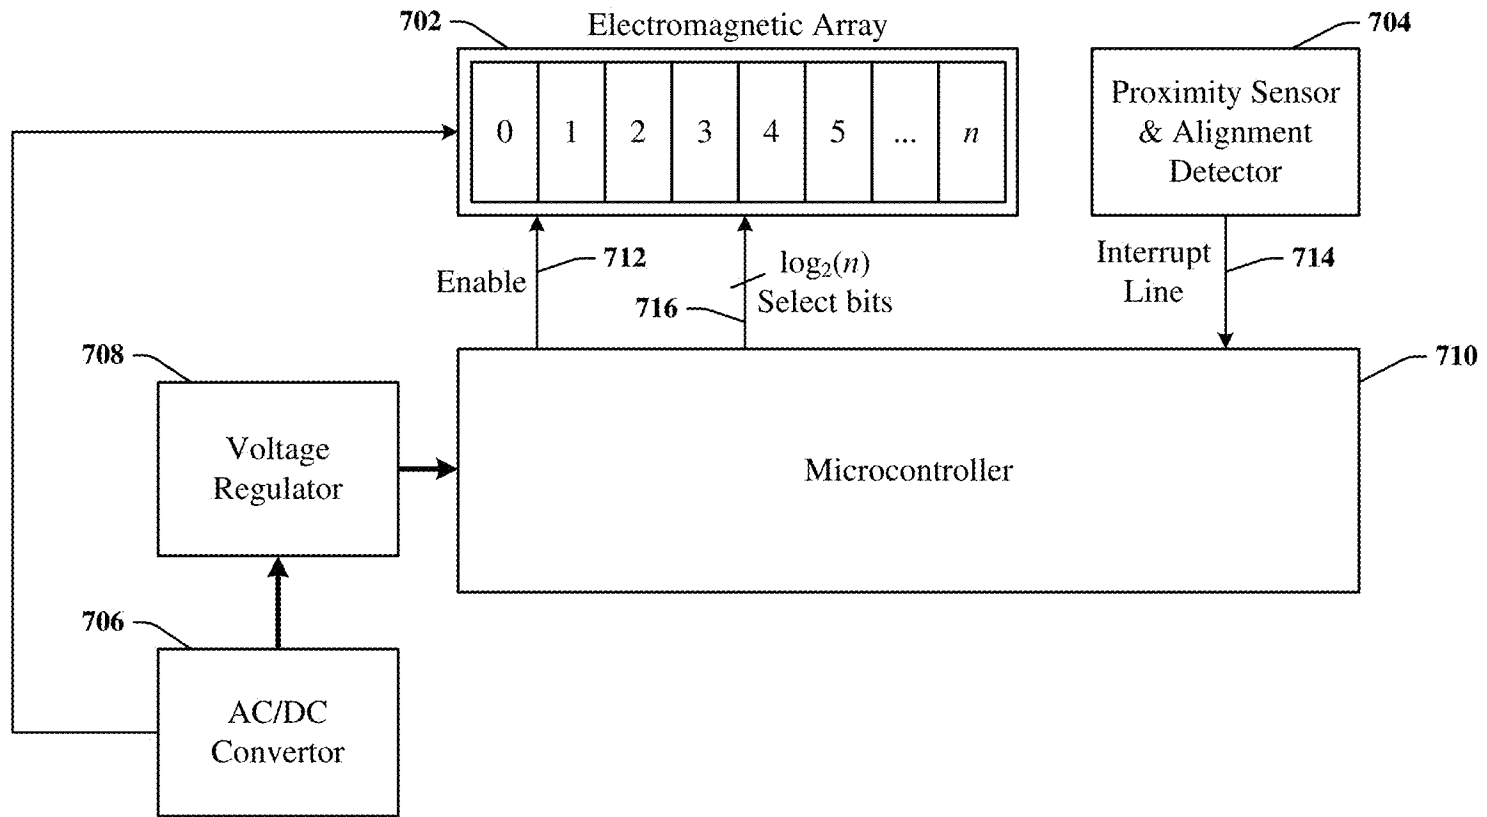 702
Electromagnetic Array
704
0 1 2 3 4 5 ... n
Proximity Sensor
& Alignment
Detector
Enable
712
log₂(n)
Select bits
716
Interrupt
Line
714
708
710
Voltage
Regulator
Microcontroller
706
AC/DC
Convertor